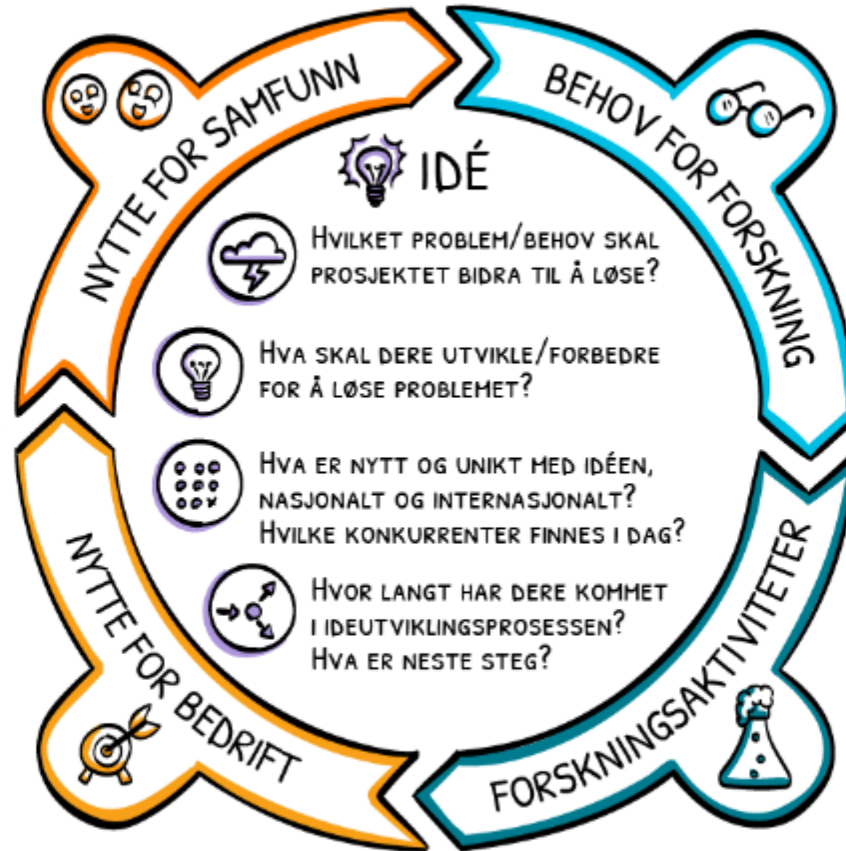 NYTTE FOR SAMFUNN
BEHOV FOR FORSKNING
IDÉ
HVILKET PROBLEM/BEHOV SKAL
PROSJEKTET BIDRA TIL Å LØSE?
HVA SKAL DERE UTVIKLE/FORBEDRE
FOR Å LØSE PROBLEMET?
HVA ER NYTT OG UNIKT MED IDÉEN,
NASJONALT OG INTERNASJONALT?
HVILKE KONKURRENTER FINNES I DAG?
HVOR LANGT HAR DERE KOMMET
I IDEUTVIKLINGSPROSESSEN?
HVA ER NESTE STEG?
NYTTE FOR BEDRIFT
FORSKNINGSAKTIVITETER